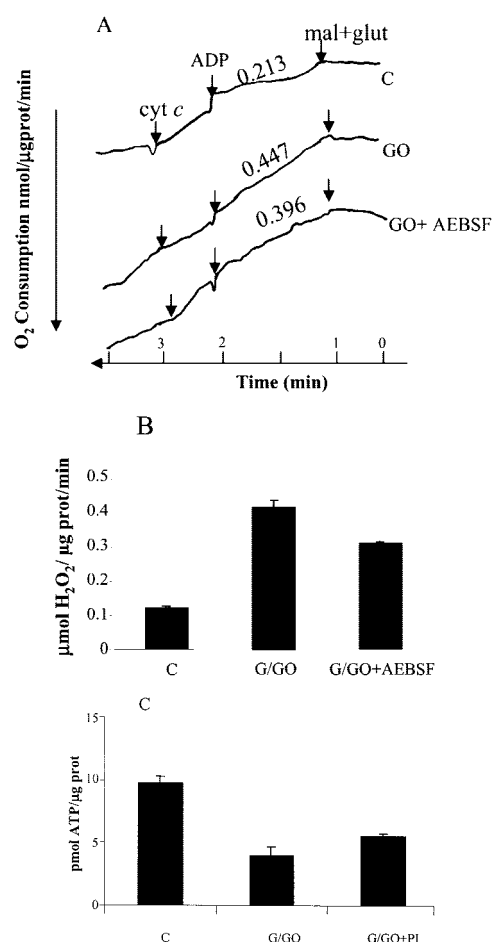 A
mal+glut
ADP
0.213
C
cyt c
GO
0.447
0.396
GO+ AEBSF
O₂ Consumption nmol/μgprot/min
3 2 1 0
Time (min)
B
0.5
0.4
0.3
0.2
0.1
0
μmol H₂O₂/ μg prot/min
C G/GO G/GO+AEBSF
C
15
10
5
0
pmol ATP/μg prot
C G/GO G/GO+PI